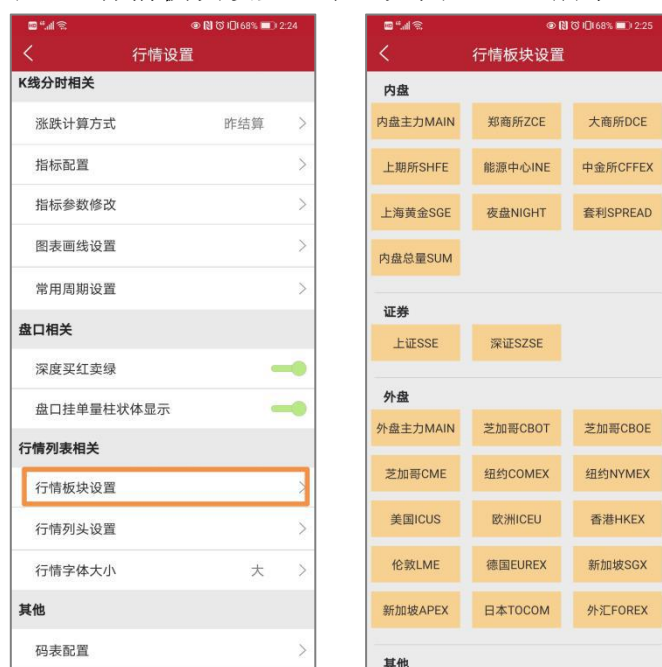 68% 2:24
行情设置
K线分时相关
涨跌计算方式 昨结算
指标配置
指标参数修改
图表画线设置
常用周期设置
盘口相关
深度买红卖绿
盘口挂单量柱状体显示
行情列表相关
行情板块设置
行情列头设置
行情字体大小 大
其他
码表配置
68% 2:25
行情板块设置
内盘
内盘主力MAIN 郑商所ZCE 大商所DCE
上期所SHFE 能源中心INE 中金所CFFEX
上海黄金SGE 夜盘NIGHT 套利SPREAD
内盘总量SUM
证券
上证SSE 深证SZSE
外盘
外盘主力MAIN 芝加哥CBOT 芝加哥CBOE
芝加哥CME 纽约COMEX 纽约NYMEX
美国ICUS 欧洲ICEU 香港HKEX
伦敦LME 德国EUREX 新加坡SGX
新加坡APEX 日本TOCOM 外汇FOREX
其他